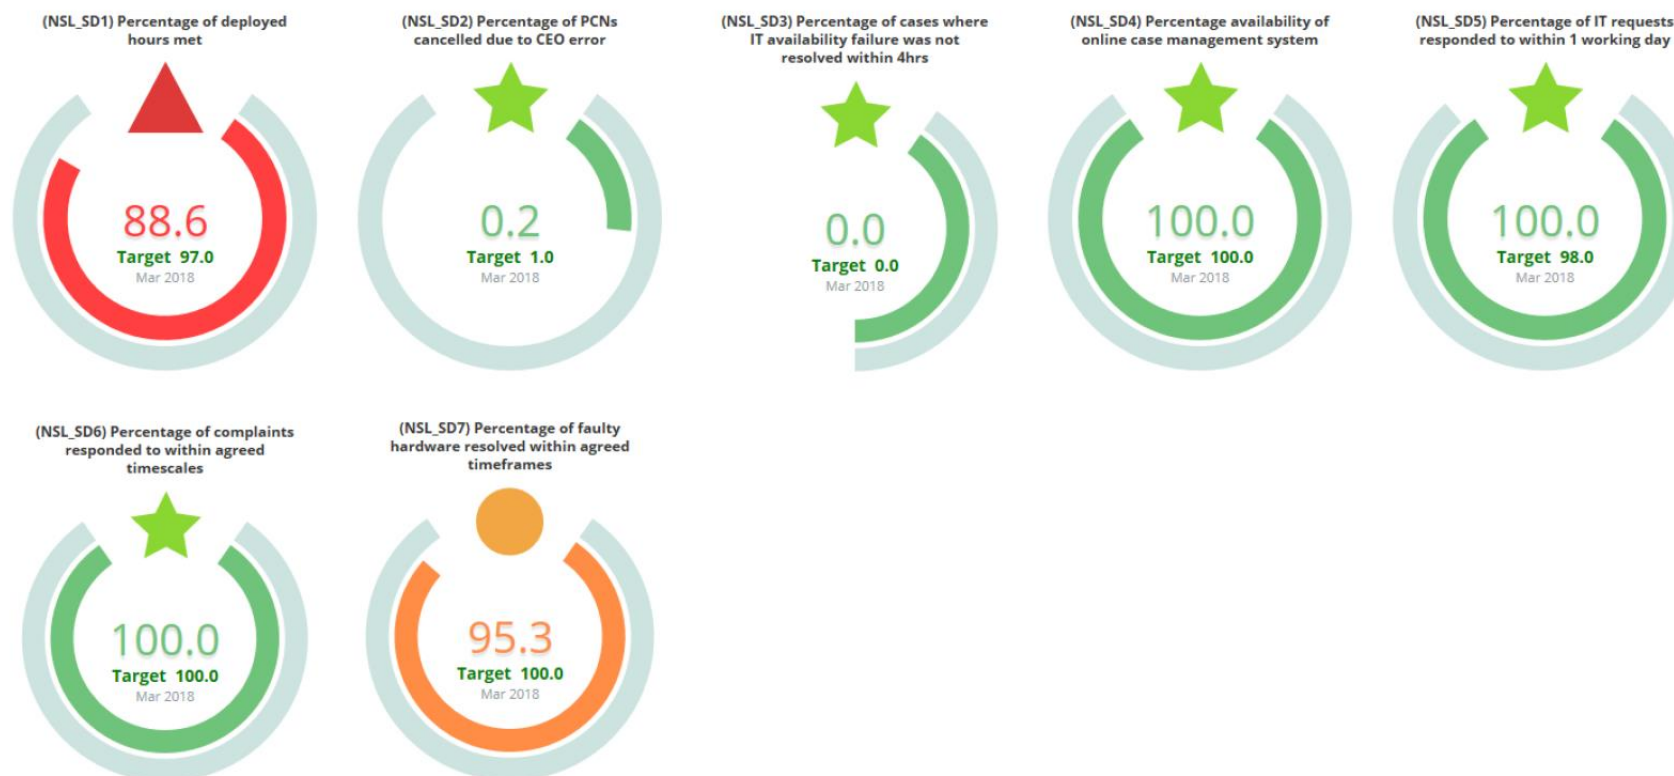 (NSL_SD1) Percentage of deployed
hours met
88.6
Target 97.0
Mar 2018
(NSL_SD2) Percentage of PCNs
cancelled due to CEO error
0.2
Target 1.0
Mar 2018
(NSL_SD3) Percentage of cases where
IT availability failure was not
resolved within 4hrs
0.0
Target 0.0
Mar 2018
(NSL_SD4) Percentage availability of
online case management system
100.0
Target 100.0
Mar 2018
(NSL_SD5) Percentage of IT requests
responded to within 1 working day
100.0
Target 98.0
Mar 2018
(NSL_SD6) Percentage of complaints
responded to within agreed
timescales
100.0
Target 100.0
Mar 2018
(NSL_SD7) Percentage of faulty
hardware resolved within agreed
timeframes
95.3
Target 100.0
Mar 2018